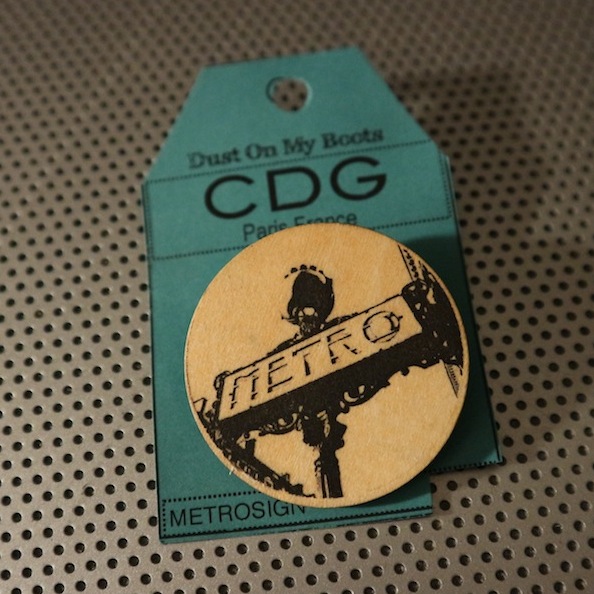 Dust On My Boots
CDG
Paris France
METRO
METROSIGN